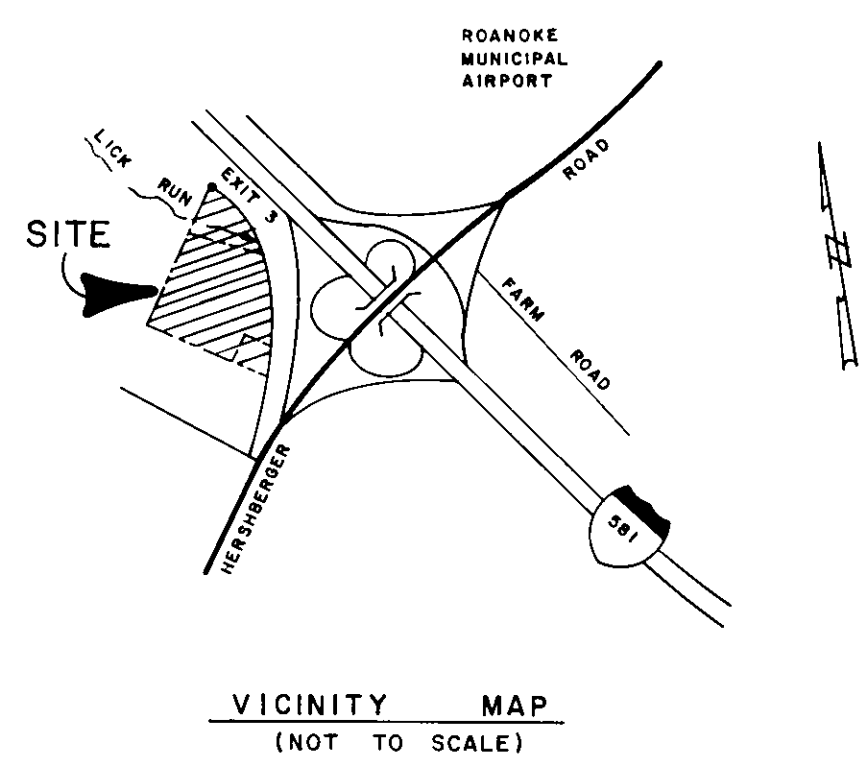 ROANOKE
MUNICIPAL
AIRPORT
LICK RUN
EXIT 3
ROAD
SITE
FARM ROAD
HERSHBERGER
581
VICINITY MAP
(NOT TO SCALE)